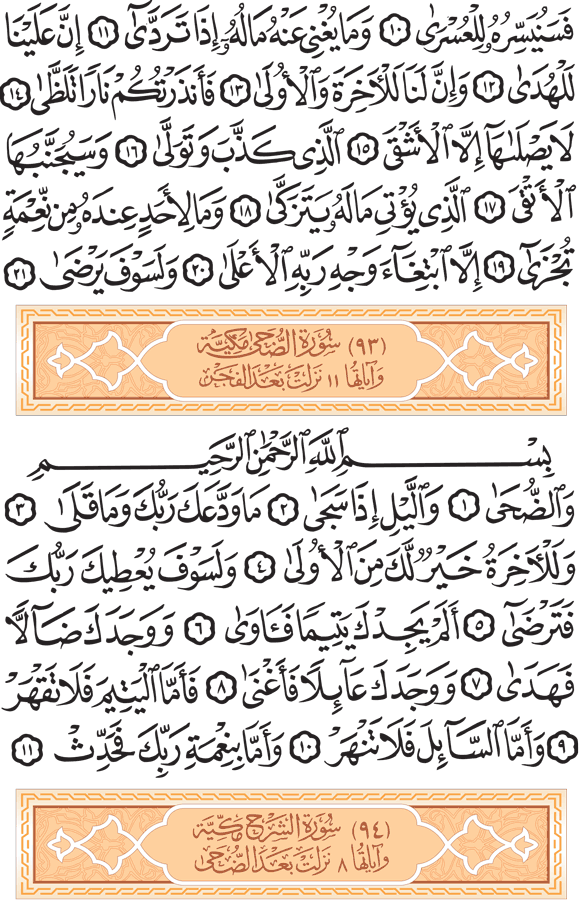 فَسَنُيَسِّرُهُۥ لِلْعُسْرَىٰ ۝١٠ وَمَا يُغْنِى عَنْهُ مَالُهُۥٓ إِذَا تَرَدَّىٰٓ ۝١١ إِنَّ عَلَيْنَا
لَلْهُدَىٰ ۝١٢ وَإِنَّ لَنَا لَلْـَٔاخِرَةَ وَٱلْأُولَىٰ ۝١٣ فَأَنذَرْتُكُمْ نَارًا تَلَظَّىٰ ۝١٤
لَا يَصْلَىٰهَآ إِلَّا ٱلْأَشْقَى ۝١٥ ٱلَّذِى كَذَّبَ وَتَوَلَّىٰ ۝١٦ وَسَيُجَنَّبُهَا
ٱلْأَتْقَى ۝١٧ ٱلَّذِى يُؤْتِى مَالَهُۥ يَتَزَكَّىٰ ۝١٨ وَمَا لِأَحَدٍ عِندَهُۥ مِن نِّعْمَةٍ
تُجْزَىٰٓ ۝١٩ إِلَّا ٱبْتِغَآءَ وَجْهِ رَبِّهِ ٱلْأَعْلَىٰ ۝٢٠ وَلَسَوْفَ يَرْضَىٰ ۝٢١
(٩٣) سُورَةُ الضُّحَىٰ مَكِّيَّة
وَآيَاتُهَا ١١ نَزَلَتْ بَعْدَ الفَجْرِ
بِسْمِ ٱللَّهِ ٱلرَّحْمَٰنِ ٱلرَّحِيمِ
وَٱلضُّحَىٰ ۝١ وَٱلَّيْلِ إِذَا سَجَىٰ ۝٢ مَا وَدَّعَكَ رَبُّكَ وَمَا قَلَىٰ ۝٣
وَلَلْـَٔاخِرَةُ خَيْرٌ لَّكَ مِنَ ٱلْأُولَىٰ ۝٤ وَلَسَوْفَ يُعْطِيكَ رَبُّكَ
فَتَرْضَىٰٓ ۝٥ أَلَمْ يَجِدْكَ يَتِيمًا فَـَٔاوَىٰ ۝٦ وَوَجَدَكَ ضَآلًّا
فَهَدَىٰ ۝٧ وَوَجَدَكَ عَآئِلًا فَأَغْنَىٰ ۝٨ فَأَمَّا ٱلْيَتِيمَ فَلَا تَقْهَرْ
۝٩ وَأَمَّا ٱلسَّآئِلَ فَلَا تَنْهَرْ ۝١٠ وَأَمَّا بِنِعْمَةِ رَبِّكَ فَحَدِّثْ ۝١١
(٩٤) سُورَةُ الشَّرْحِ مَكِّيَّة
وَآيَاتُهَا ٨ نَزَلَتْ بَعْدَ الضُّحَىٰ